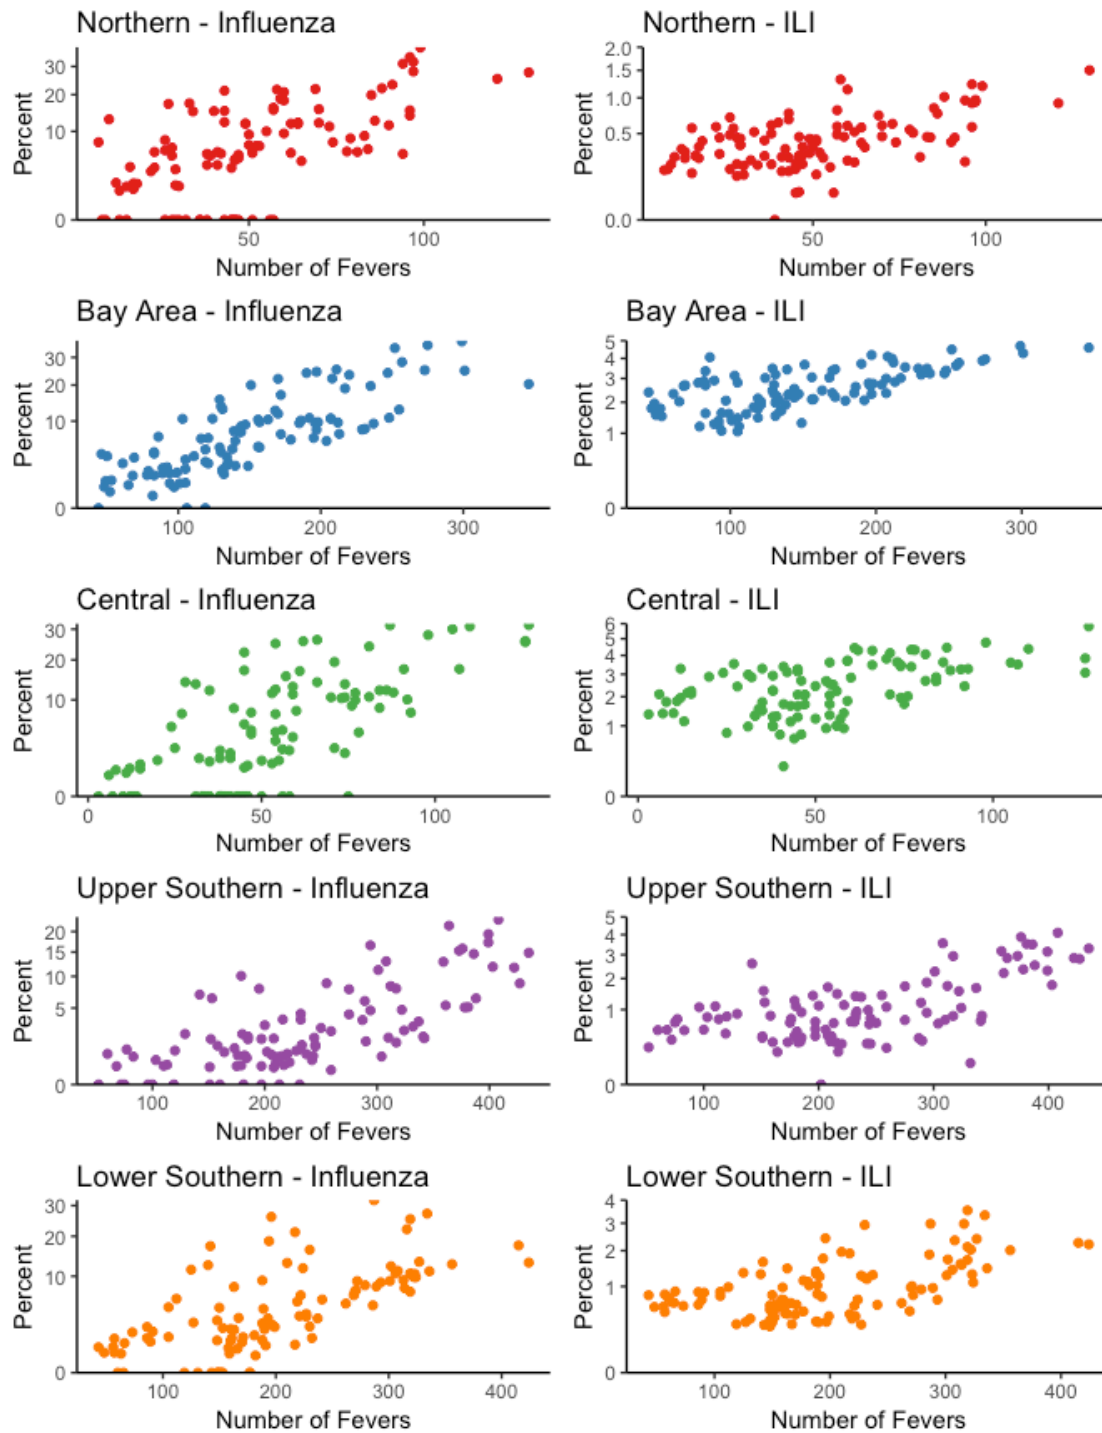 Northern - Influenza
Northern - ILI
Percent
30
20
10
0
50
100
Number of Fevers
Percent
2.0
1.5
1.0
0.5
0.0
50
100
Number of Fevers
Bay Area - Influenza
Bay Area - ILI
Percent
30
20
10
0
100
200
300
Number of Fevers
Percent
5
4
3
2
1
0
100
200
300
Number of Fevers
Central - Influenza
Central - ILI
Percent
30
20
10
0
0
50
100
Number of Fevers
Percent
6
5
4
3
2
1
0
0
50
100
Number of Fevers
Upper Southern - Influenza
Upper Southern - ILI
Percent
20
15
10
5
0
100
200
300
400
Number of Fevers
Percent
5
4
3
2
1
0
100
200
300
400
Number of Fevers
Lower Southern - Influenza
Lower Southern - ILI
Percent
30
20
10
0
100
200
300
400
Number of Fevers
Percent
4
3
2
1
0
100
200
300
400
Number of Fevers